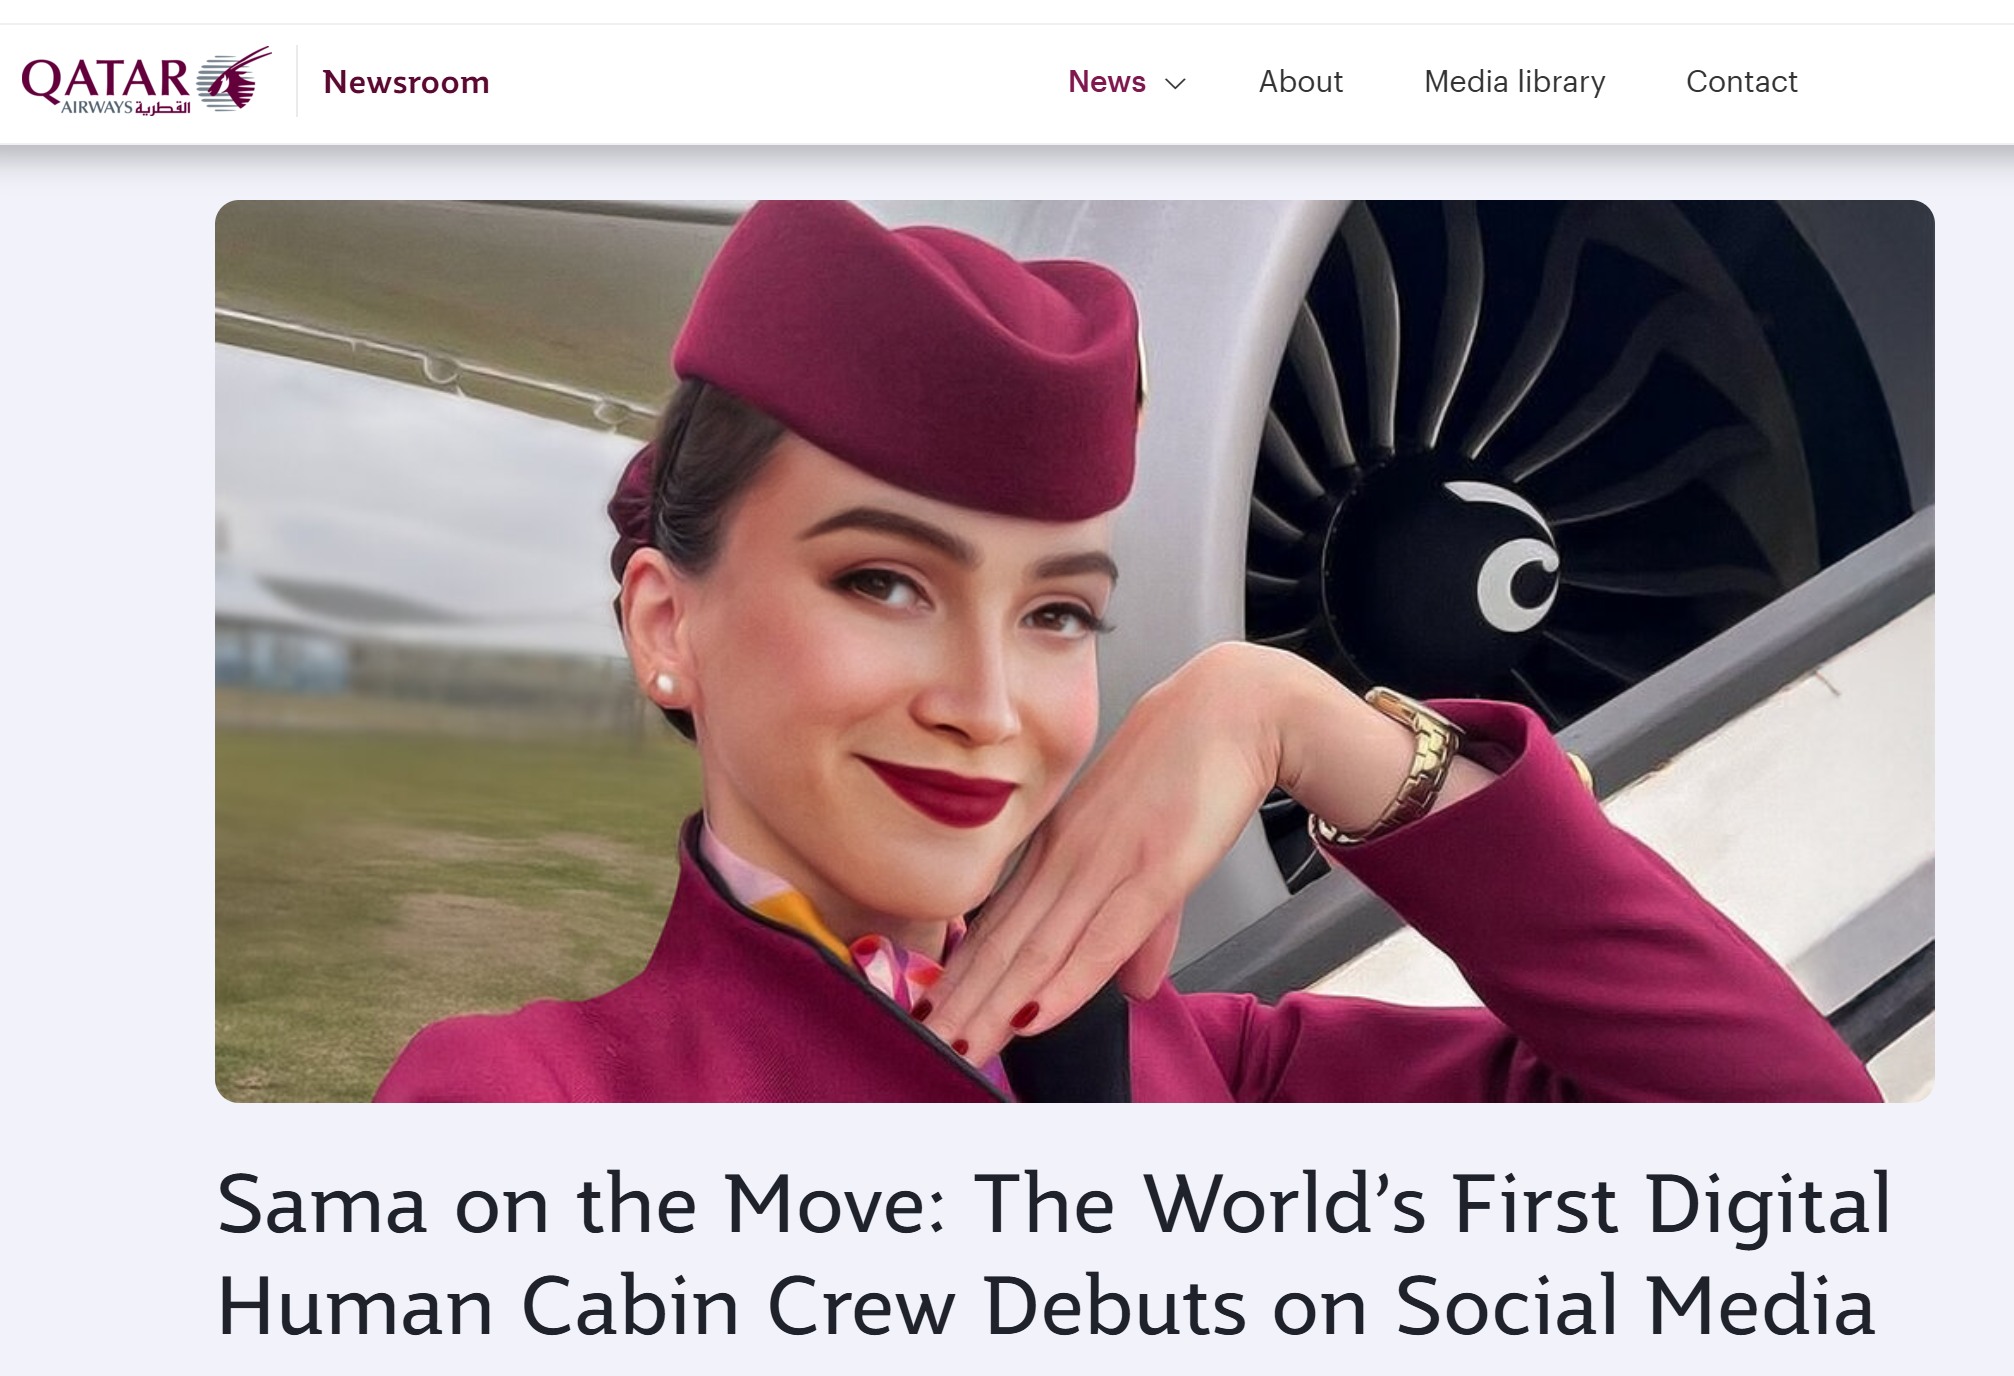 QATAR
AIRWAYS القطرية
Newsroom
News
About
Media library
Contact
Sama on the Move: The World’s First Digital
Human Cabin Crew Debuts on Social Media